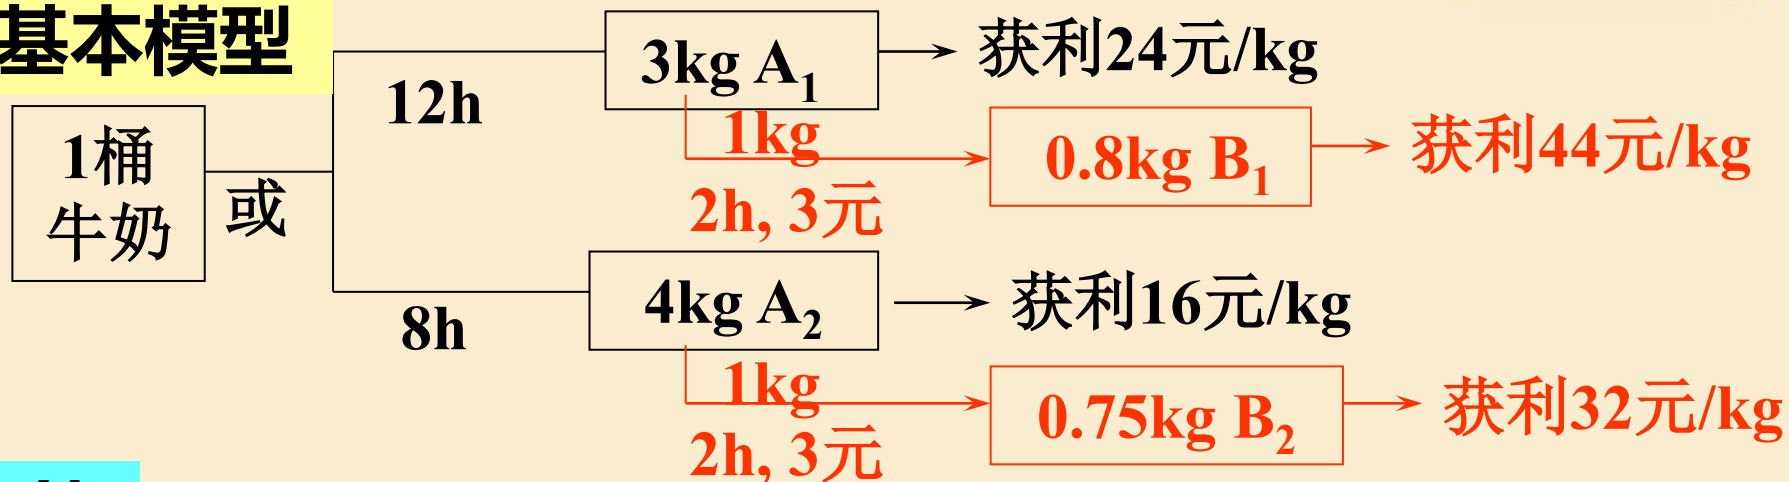 基本模型
1桶
牛奶
或
12h
3kg A₁
获利24元/kg
1kg
2h, 3元
0.8kg B₁
获利44元/kg
8h
4kg A₂
获利16元/kg
1kg
2h, 3元
0.75kg B₂
获利32元/kg